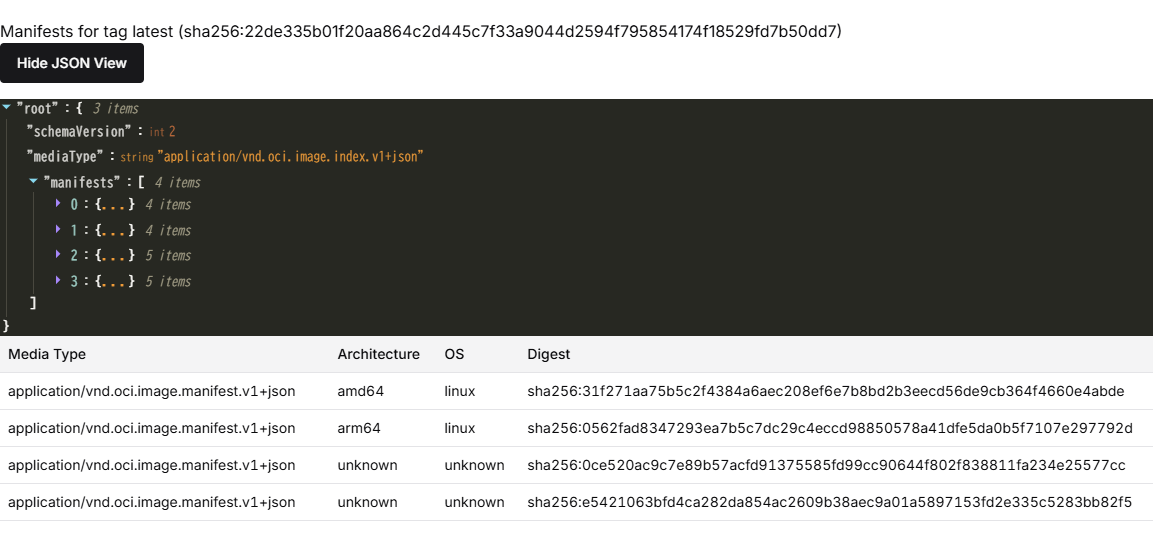 Manifests for tag latest (sha256:22de335b01f20aa864c2d445c7f33a9044d2594f795854174f18529fd7b50dd7)
Hide JSON View
"root" : { 3 items
"schemaVersion" : int 2
"mediaType" : string "application/vnd.oci.image.index.v1+json"
"manifests" : [ 4 items
0 : {...} 4 items
1 : {...} 4 items
2 : {...} 5 items
3 : {...} 5 items
]
}
Media Type Architecture OS Digest
application/vnd.oci.image.manifest.v1+json amd64 linux sha256:31f271aa75b5c2f4384a6aec208ef6e7b8bd2b3eecd56de9cb364f4660e4abde
application/vnd.oci.image.manifest.v1+json arm64 linux sha256:0562fad8347293ea7b5c7dc29c4eccd98850578a41dfe5da0b5f7107e297792d
application/vnd.oci.image.manifest.v1+json unknown unknown sha256:0ce520ac9c7e89b57acfd91375585fd99cc90644f802f838811fa234e25577cc
application/vnd.oci.image.manifest.v1+json unknown unknown sha256:e5421063bfd4ca282da854ac2609b38aec9a01a5897153fd2e335c5283bb82f5